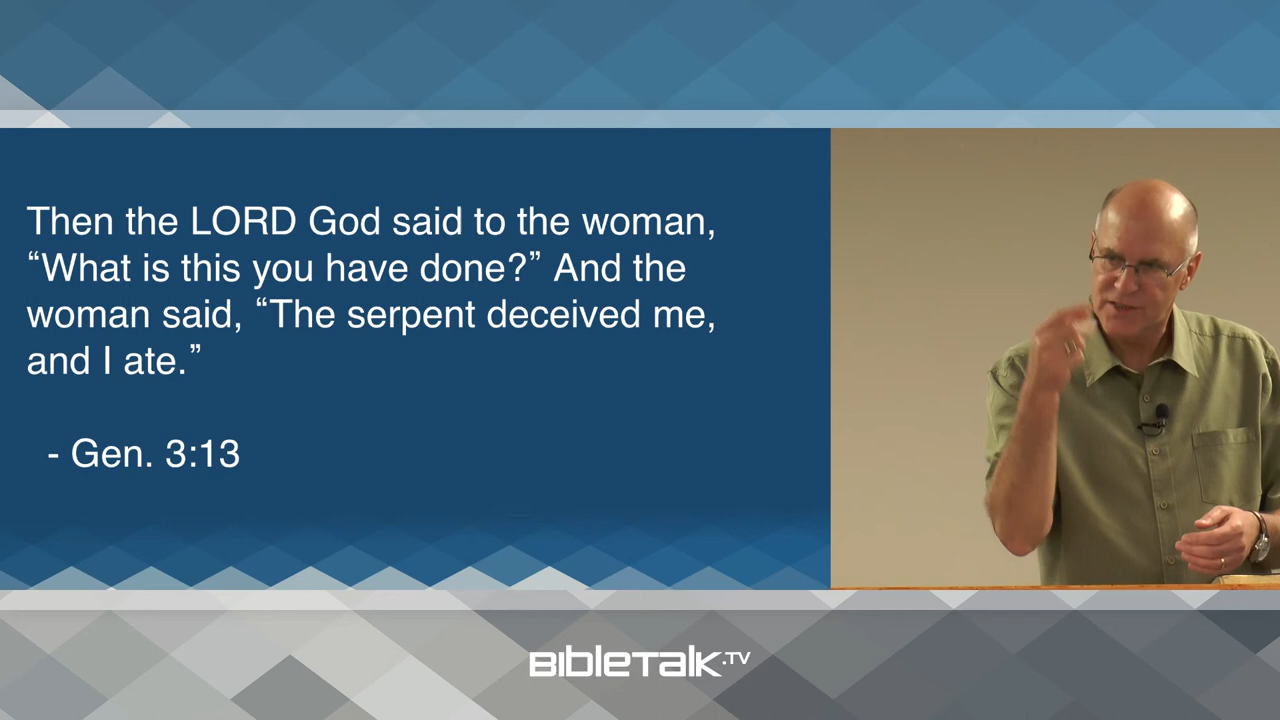 Then the LORD God said to the woman,
“What is this you have done?” And the
woman said, “The serpent deceived me,
and I ate.”
- Gen. 3:13
BIBLETALK.TV